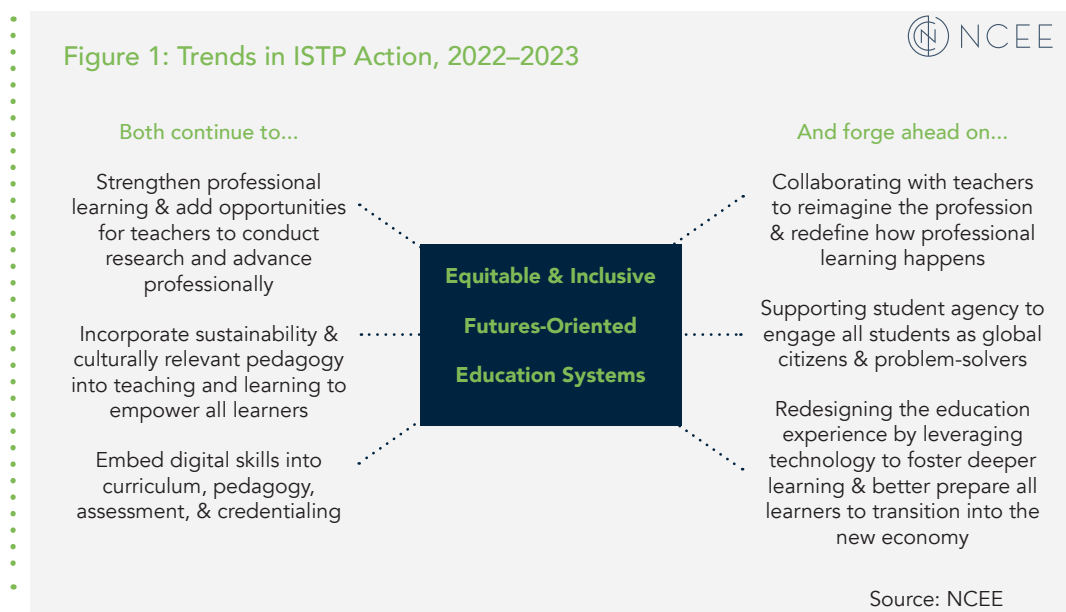 NCEE
Figure 1: Trends in ISTP Action, 2022–2023
Both continue to...
Strengthen professional
learning & add opportunities
for teachers to conduct
research and advance
professionally
Incorporate sustainability &
culturally relevant pedagogy
into teaching and learning to
empower all learners
Embed digital skills into
curriculum, pedagogy,
assessment, & credentialing
Equitable & Inclusive
Futures-Oriented
Education Systems
And forge ahead on...
Collaborating with teachers
to reimagine the profession
& redefine how professional
learning happens
Supporting student agency to
engage all students as global
citizens & problem-solvers
Redesigning the education
experience by leveraging
technology to foster deeper
learning & better prepare all
learners to transition into the
new economy
Source: NCEE